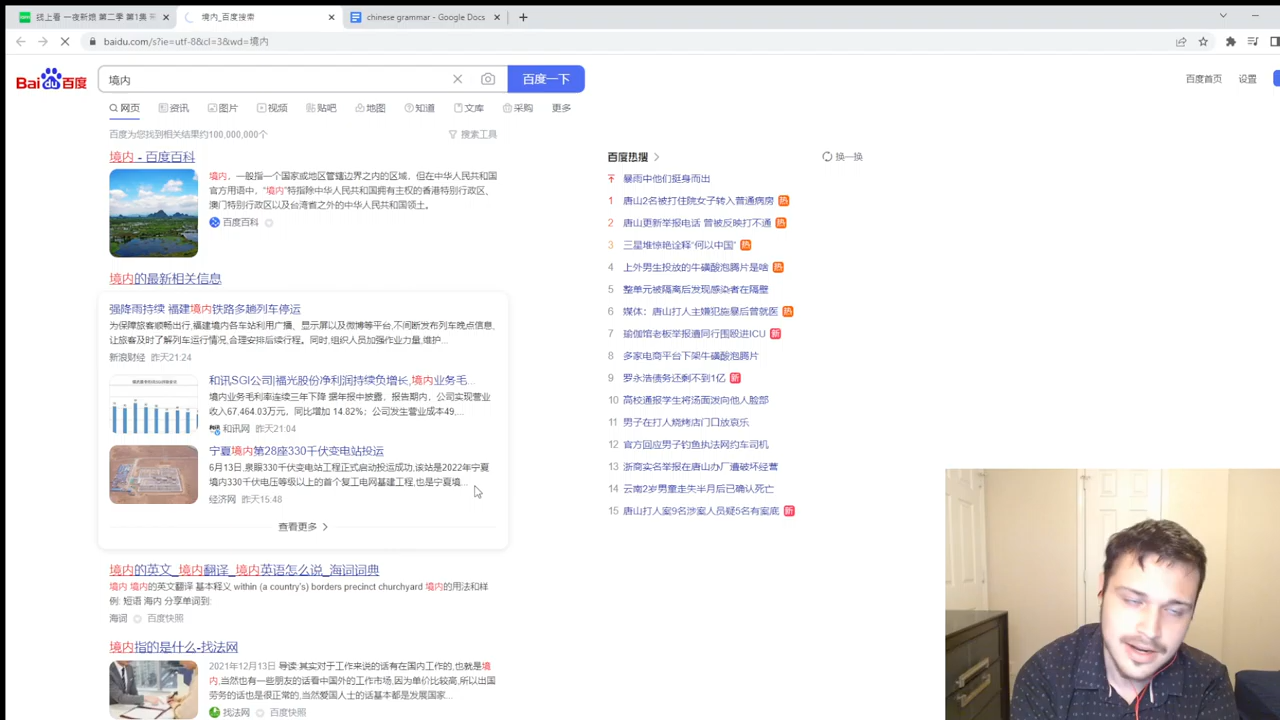 线上看 一夜新娘 第二季 第1集
境内_百度搜索
chinese grammar - Google Docs
baidu.com/s?ie=utf-8&cl=3&wd=境内
Bai百度
境内
百度一下
百度首页 设置
网页 资讯 图片 视频 贴吧 地图 知道 文库 采购 更多
百度为您找到相关结果约100,000,000个
搜索工具
境内 - 百度百科
境内,一般指一个国家或地区管辖边界之内的区域,但在中华人民共和国
官方用语中,"境内"特指除中华人民共和国拥有主权的香港特别行政区、
澳门特别行政区以及台湾省之外的中华人民共和国领土。
百度百科
境内的最新相关信息
强降雨持续 福建境内铁路多趟列车停运
为保障旅客顺畅出行,福建境内各车站利用广播、显示屏以及微博等平台,不间断发布列车晚点信息,
让旅客及时了解列车运行情况,合理安排后续行程。同时,组织人员加强作业力量,维护...
新浪财经 昨天21:24
和讯SGI公司|福光股份净利润持续负增长,境内业务毛...
境内业务毛利率连续三年下降 据年报中披露，报告期内，公司实现营业
收入67,464.03万元，同比增加 14.82%；公司发生营业成本49,...
和讯网 昨天21:04
宁夏境内第28座330千伏变电站投运
6月13日,泉眼330千伏变电站工程正式启动投运成功,该站是2022年宁夏
境内330千伏电压等级以上的首个复工电网基建工程,也是宁夏境...
经济网 昨天15:48
查看更多
境内的英文_境内翻译_境内英语怎么说_海词词典
境内 境内的英文翻译 基本释义 within (a country's) borders precinct churchyard 境内的用法和样
例: 短语 海内 分享单词到:
海词 百度快照
境内指的是什么-找法网
2021年12月13日 导读:其实对于工作来说的话有在国内工作的,也就是境
内,当然也有一些朋友的话看中国外的工作市场,因为单价比较高,所以出国
劳务的话也是很正常的,当然爱国人士的话基本都是发展国家...
找法网 百度快照
百度热搜
换一换
暴雨中他们挺身而出
1 唐山2名被打住院女子转入普通病房 热
2 唐山更新举报电话 曾被反映打不通 热
3 三星堆惊艳诠释"何以中国" 热
4 上外男生投放的牛磺酸泡腾片是啥 热
5 整单元被隔离后发现感染者在隔壁
6 媒体：唐山打人主嫌犯施暴后曾就医 热
7 瑜伽馆老板举报遭同行围殴进ICU 新
8 多家电商平台下架牛磺酸泡腾片
9 罗永浩债务还剩不到1亿 新
10 高校通报学生将汤面泼向他人脸部
11 男子在打人烧烤店门口放哀乐
12 官方回应男子钓鱼执法网约车司机
13 浙商实名举报在唐山办厂遭破坏经营
14 云南2岁男童走失半月后已确认死亡
15 唐山打人案9名涉案人员疑5名有案底 新